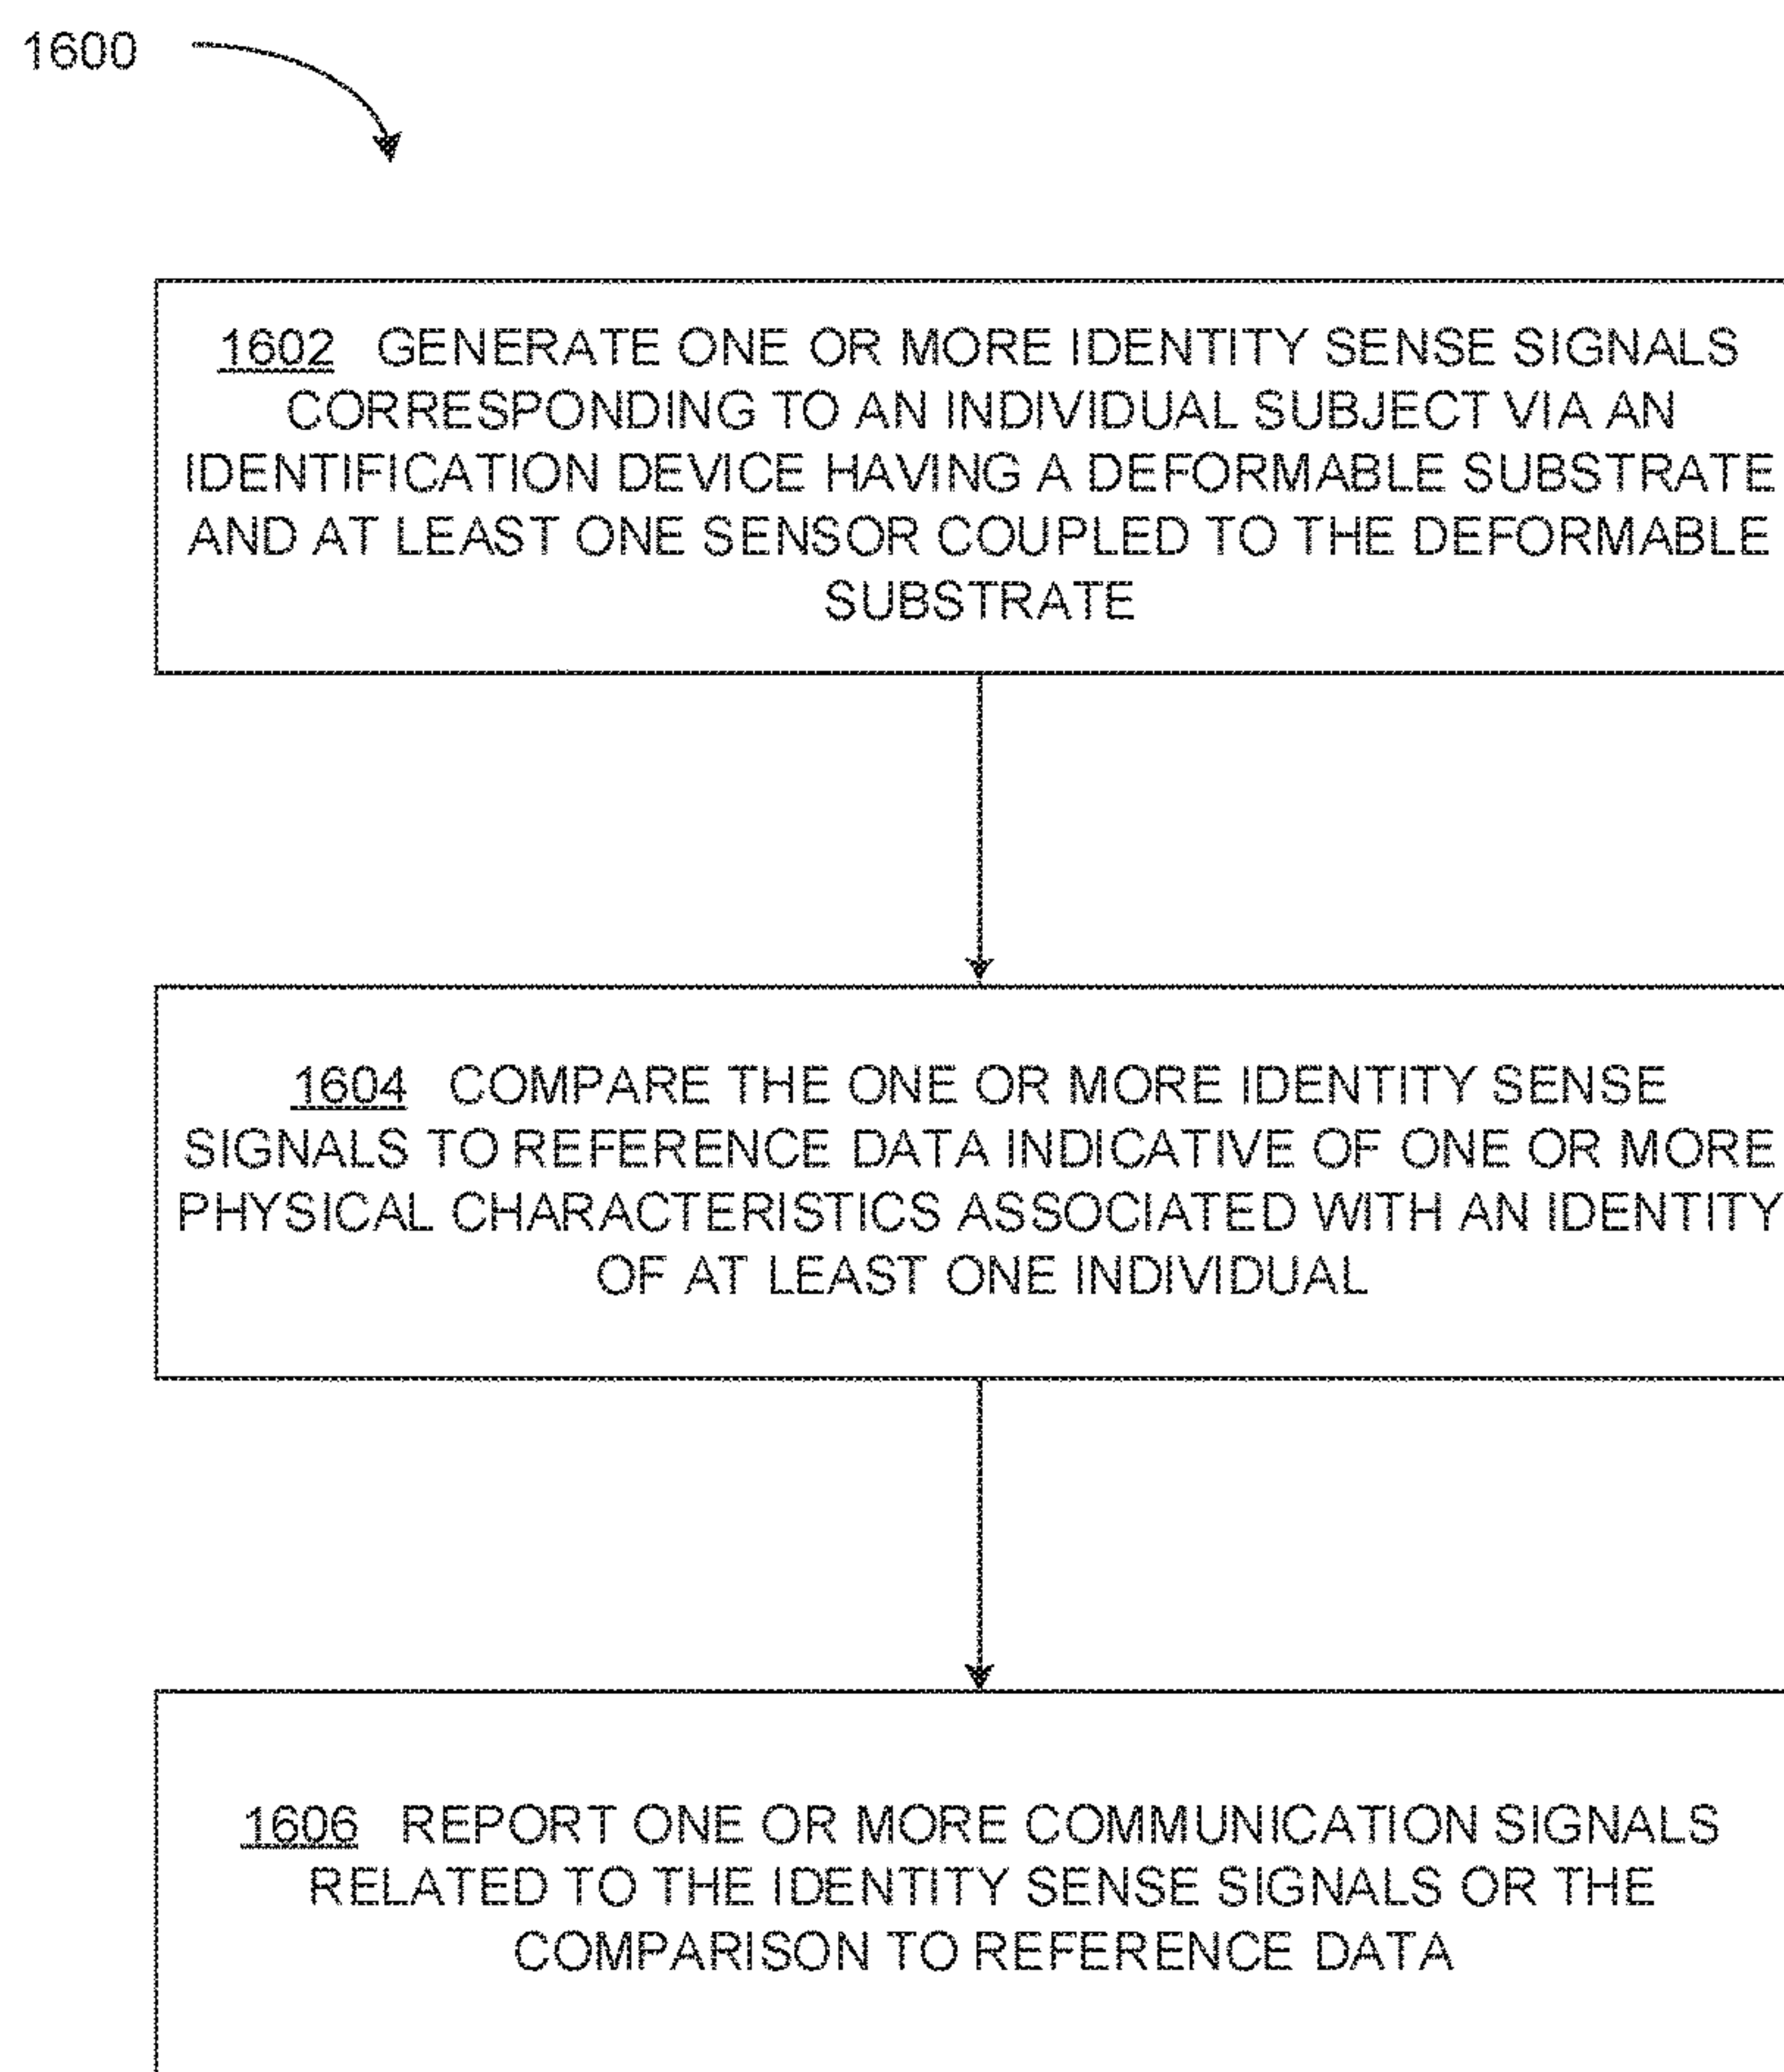 1600
1602 GENERATE ONE OR MORE IDENTITY SENSE SIGNALS
CORRESPONDING TO AN INDIVIDUAL SUBJECT VIA AN
IDENTIFICATION DEVICE HAVING A DEFORMABLE SUBSTRATE
AND AT LEAST ONE SENSOR COUPLED TO THE DEFORMABLE
SUBSTRATE
1604 COMPARE THE ONE OR MORE IDENTITY SENSE
SIGNALS TO REFERENCE DATA INDICATIVE OF ONE OR MORE
PHYSICAL CHARACTERISTICS ASSOCIATED WITH AN IDENTITY
OF AT LEAST ONE INDIVIDUAL
1606 REPORT ONE OR MORE COMMUNICATION SIGNALS
RELATED TO THE IDENTITY SENSE SIGNALS OR THE
COMPARISON TO REFERENCE DATA